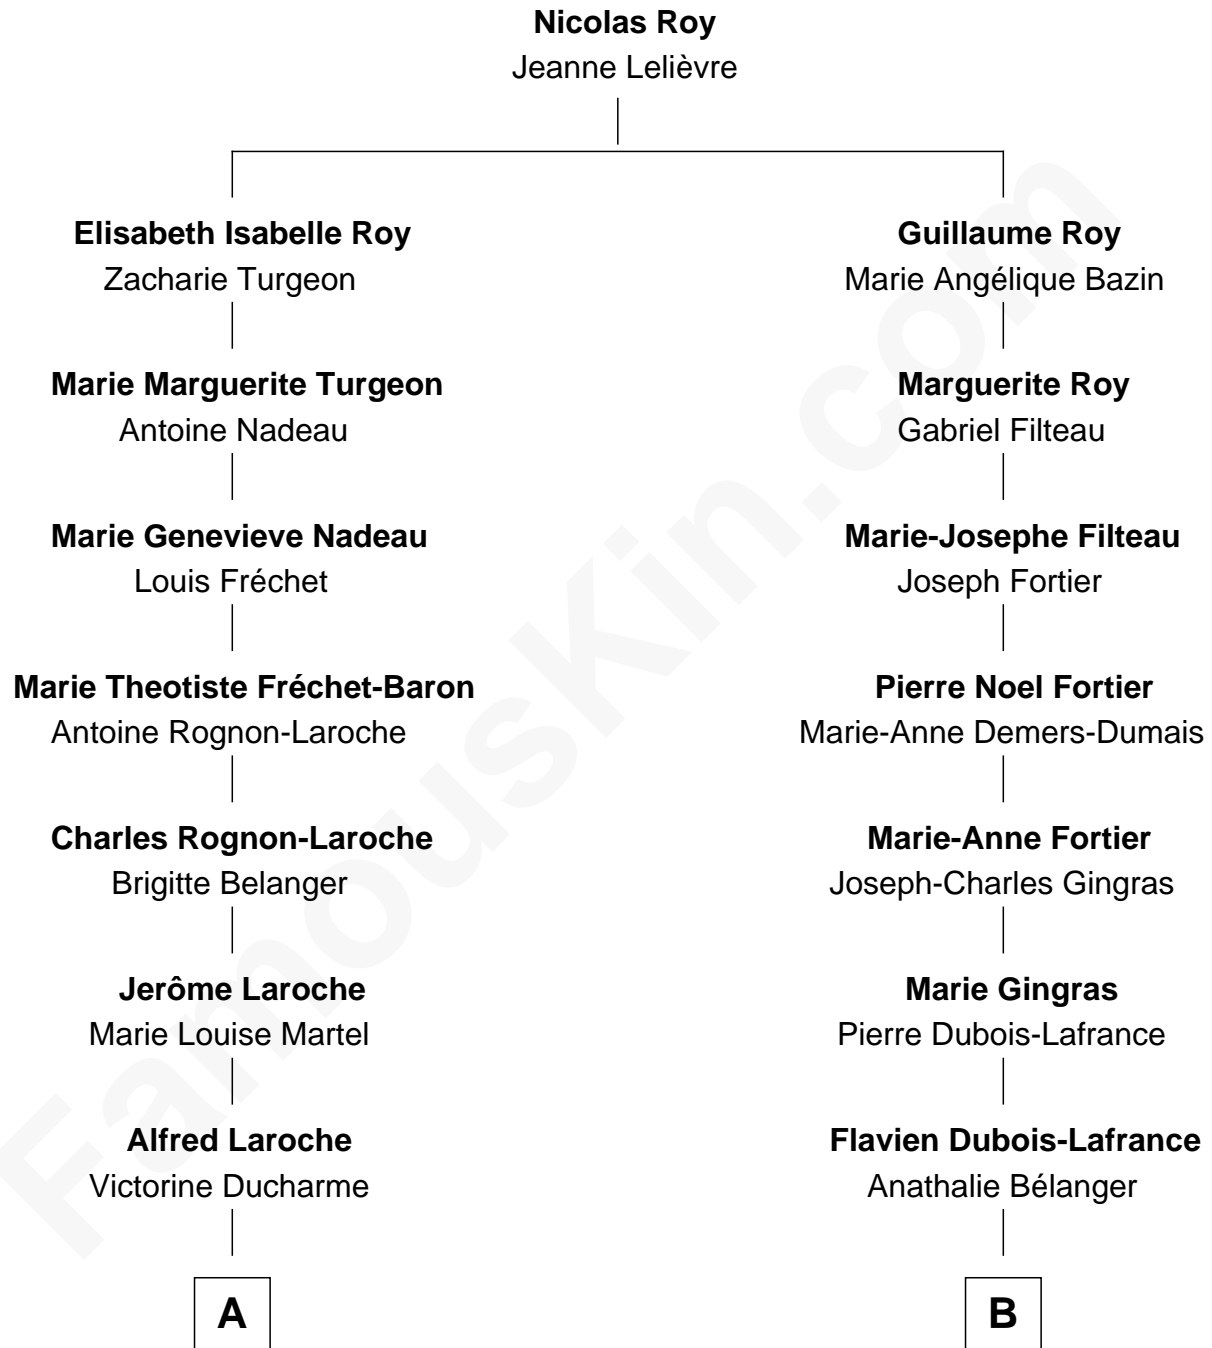 Nicolas Roy
Jeanne Lelièvre
Elisabeth Isabelle Roy
Zacharie Turgeon
Marie Marguerite Turgeon
Antoine Nadeau
Marie Genevieve Nadeau
Louis Fréchet
Marie Theotiste Fréchet-Baron
Antoine Rognon-Laroche
Charles Rognon-Laroche
Brigitte Belanger
Jerôme Laroche
Marie Louise Martel
Alfred Laroche
Victorine Ducharme
A
Guillaume Roy
Marie Angélique Bazin
Marguerite Roy
Gabriel Filteau
Marie-Josephe Filteau
Joseph Fortier
Pierre Noel Fortier
Marie-Anne Demers-Dumais
Marie-Anne Fortier
Joseph-Charles Gingras
Marie Gingras
Pierre Dubois-Lafrance
Flavien Dubois-Lafrance
Anathalie Bélanger
B
FamousKin.com